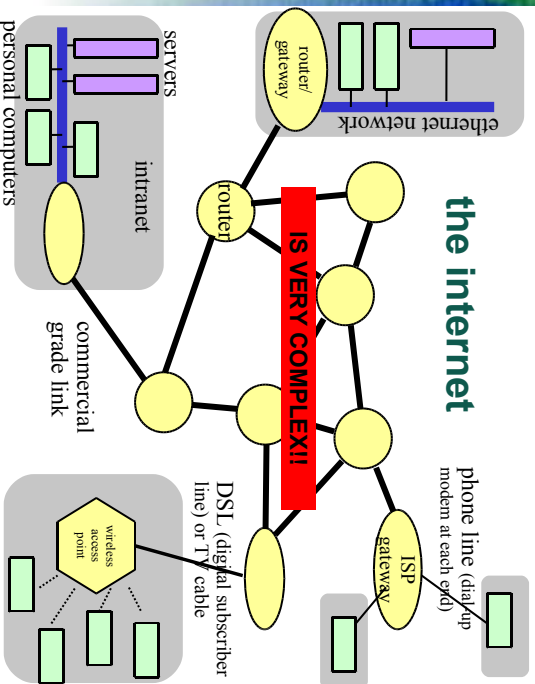 the internet
IS VERY COMPLEX!!
ethernet network
router/
gateway
router
servers
intranet
personal computers
commercial
grade link
phone line (dial-up
modem at each end)
ISP
gateway
DSL (digital subscriber
line) or TV cable
wireless
access
point